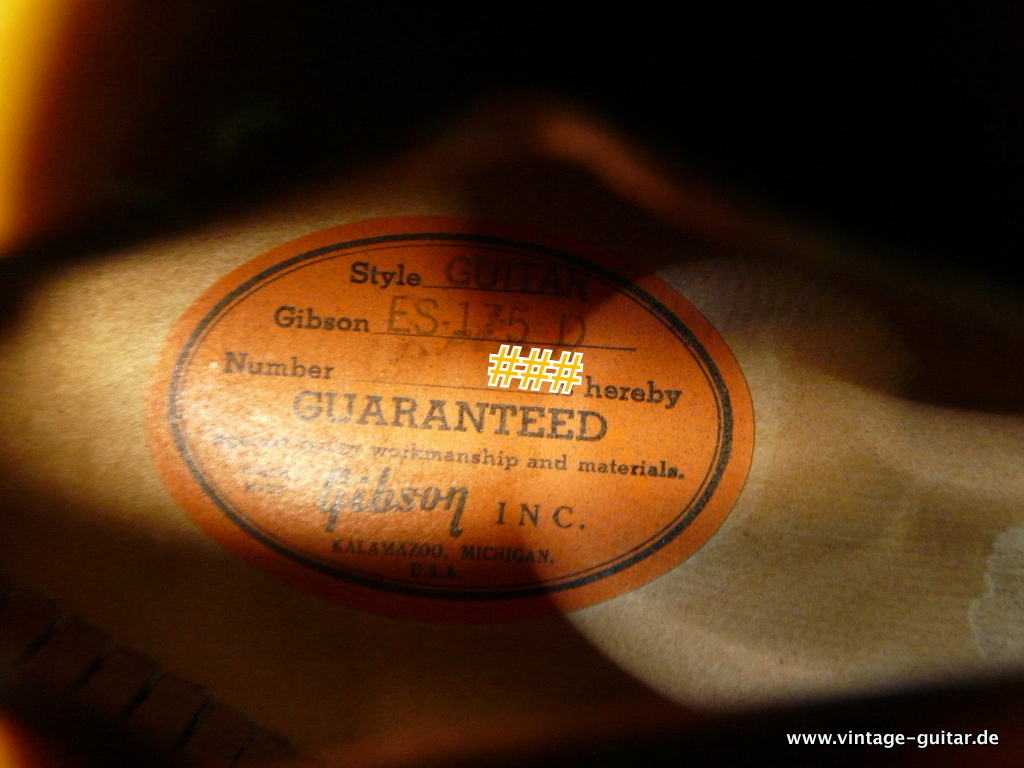 Style GUITAR
Gibson ES-175 D
Number ### hereby
GUARANTEED
workmanship and materials.
Gibson INC.
KALAMAZOO, MICHIGAN,
U.S.A.
www.vintage-guitar.de